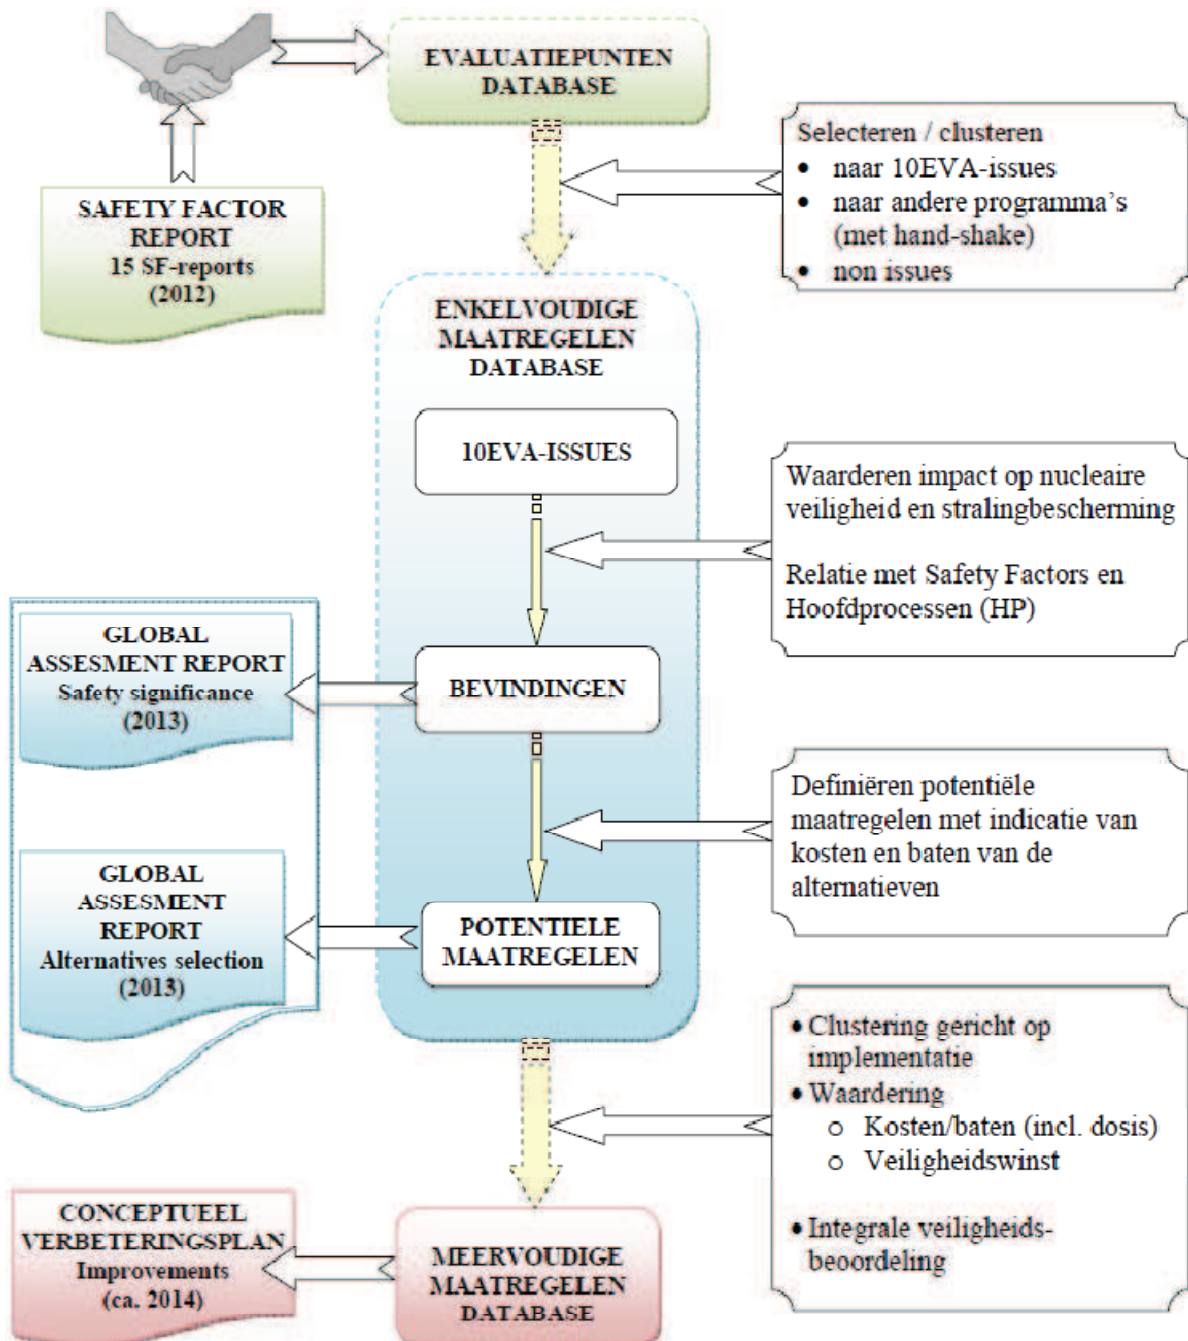 EVALUATIEPUNTEN
DATABASE
Selecteren / clusteren
• naar 10EVA-issues
• naar andere programma's
(met hand-shake)
• non issues
SAFETY FACTOR
REPORT
15 SF-reports
(2012)
ENKELVOUDIGE
MAATREGELEN
DATABASE
10EVA-ISSUES
Waarderen impact op nucleaire
veiligheid en stralingbescherming
Relatie met Safety Factors en
Hoofdprocessen (HP)
GLOBAL
ASSESMENT REPORT
Safety significance
(2013)
BEVINDINGEN
Definiëren potentiële
maatregelen met indicatie van
kosten en baten van de
alternatieven
GLOBAL
ASSESMENT
REPORT
Alternatives selection
(2013)
POTENTIELE
MAATREGELEN
• Clustering gericht op
implementatie
• Waardering
o Kosten/baten (incl. dosis)
o Veiligheidswinst
• Integrale veiligheids-
beoordeling
CONCEPTUEEL
VERBETERINGSPLAN
Improvements
(ca. 2014)
MEERVOUDIGE
MAATREGELEN
DATABASE